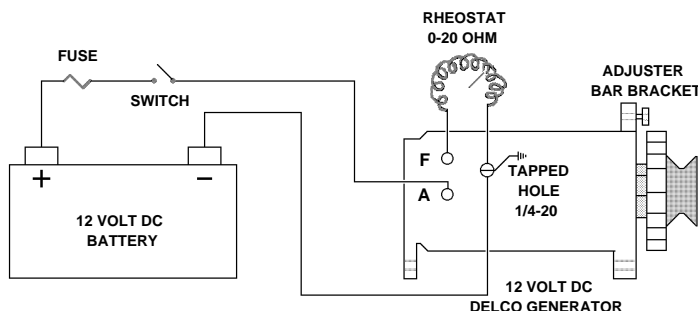 RHEOSTAT
0-20 OHM
FUSE
SWITCH
ADJUSTER
BAR BRACKET
+
−
12 VOLT DC
BATTERY
F
A
TAPPED
HOLE
1/4-20
12 VOLT DC
DELCO GENERATOR